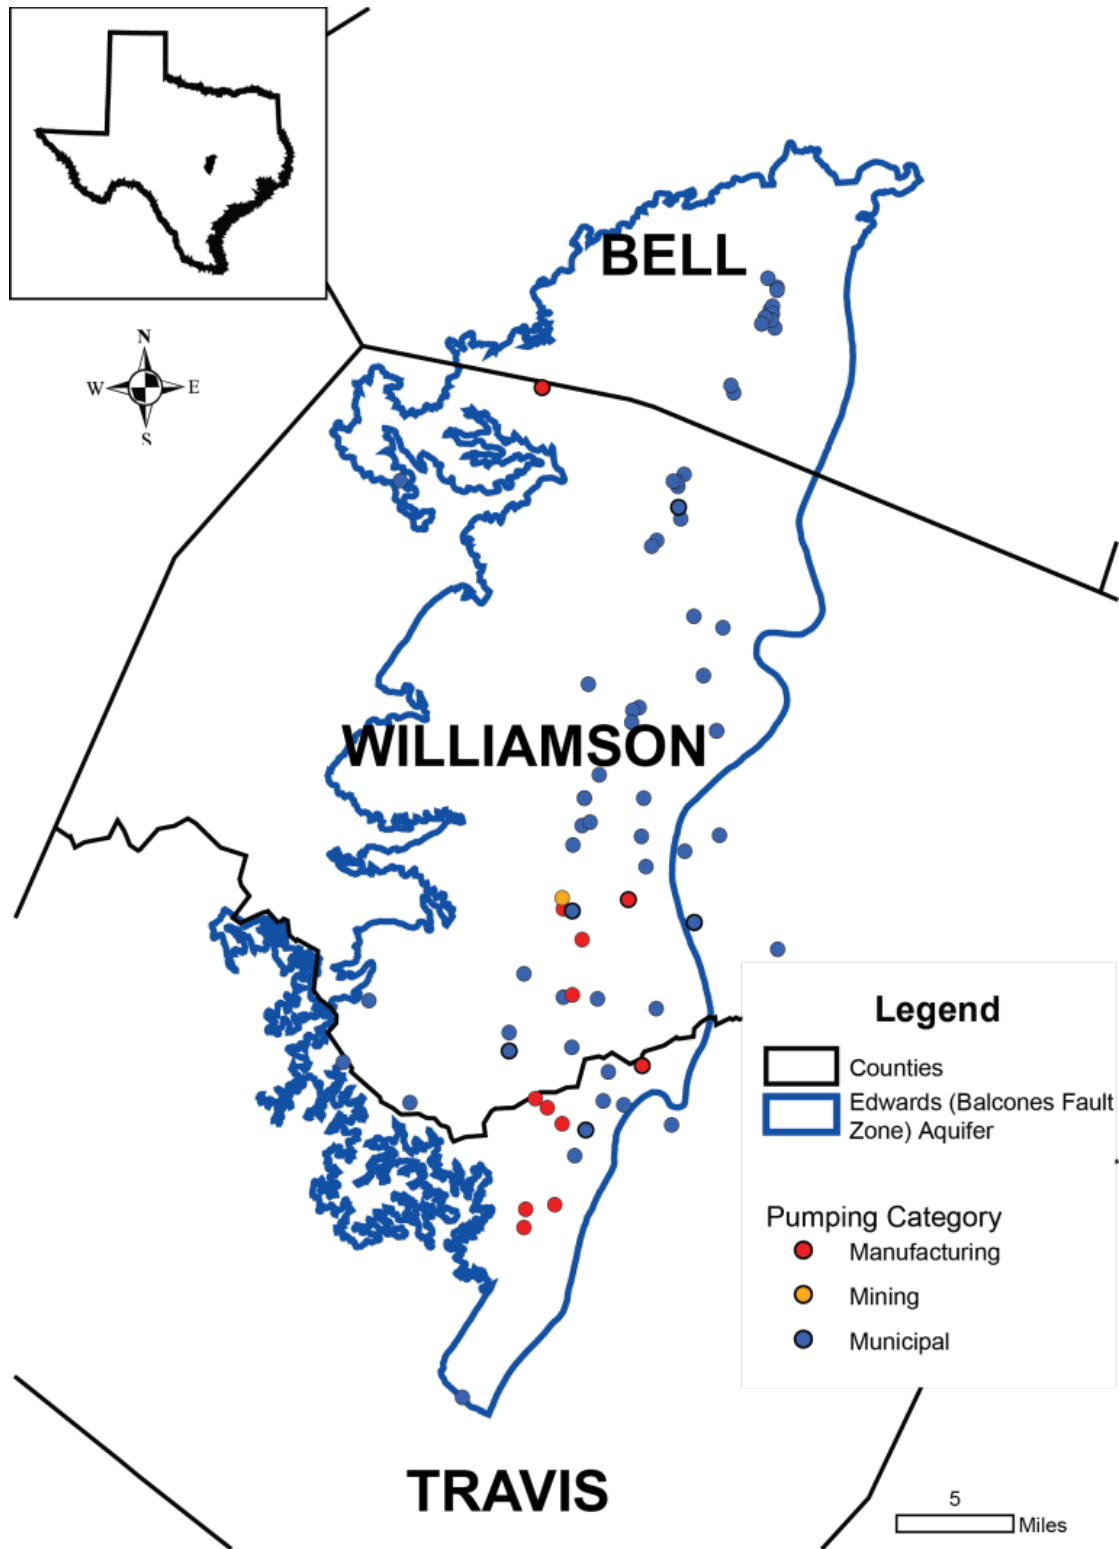 BELL
N
W
E
S
WILLIAMSON
Legend
Counties
Edwards (Balcones Fault
Zone) Aquifer
Pumping Category
Manufacturing
Mining
Municipal
TRAVIS
5
Miles